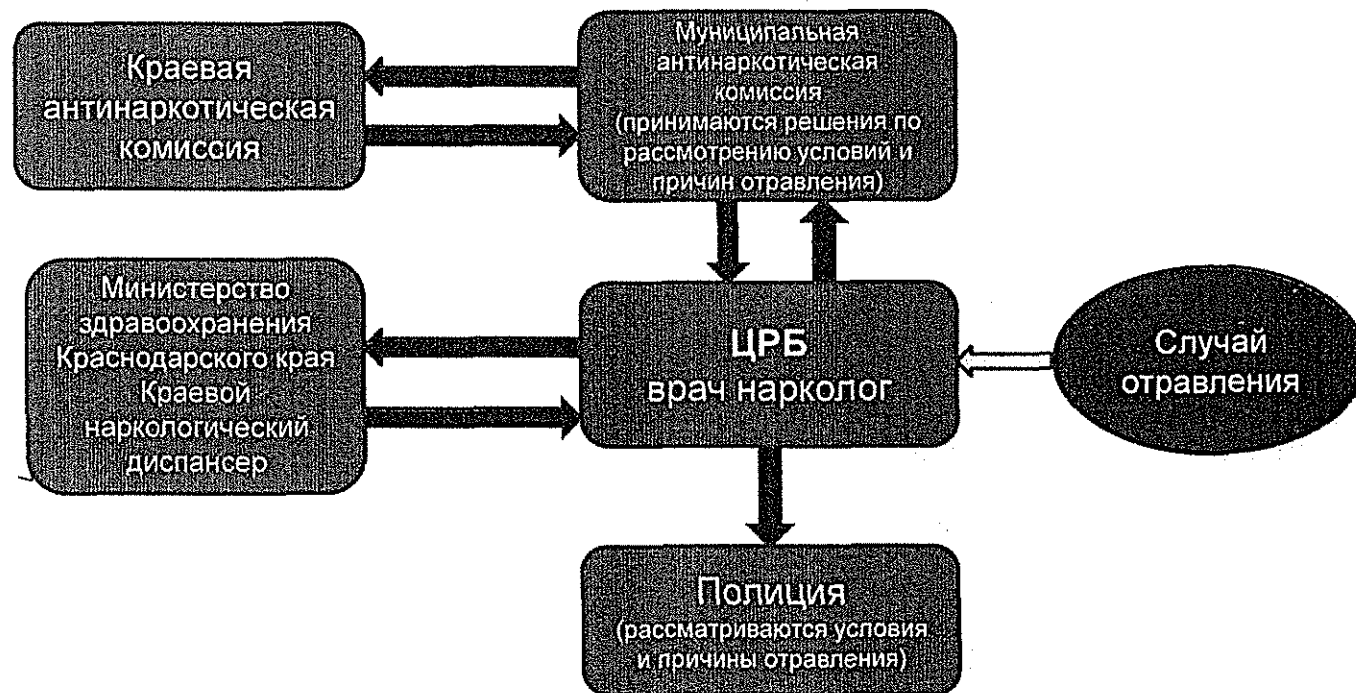 Краевая
антинаркотическая
комиссия
Муниципальная
антинаркотическая
комиссия
(принимаются решения по
рассмотрению условий и
причин отравления)
Министерство
здравоохранения
Краснодарского края
Краевой
наркологический
диспансер
ЦРБ
врач нарколог
Случай
отравления
Полиция
(рассматриваются условия
и причины отравления)